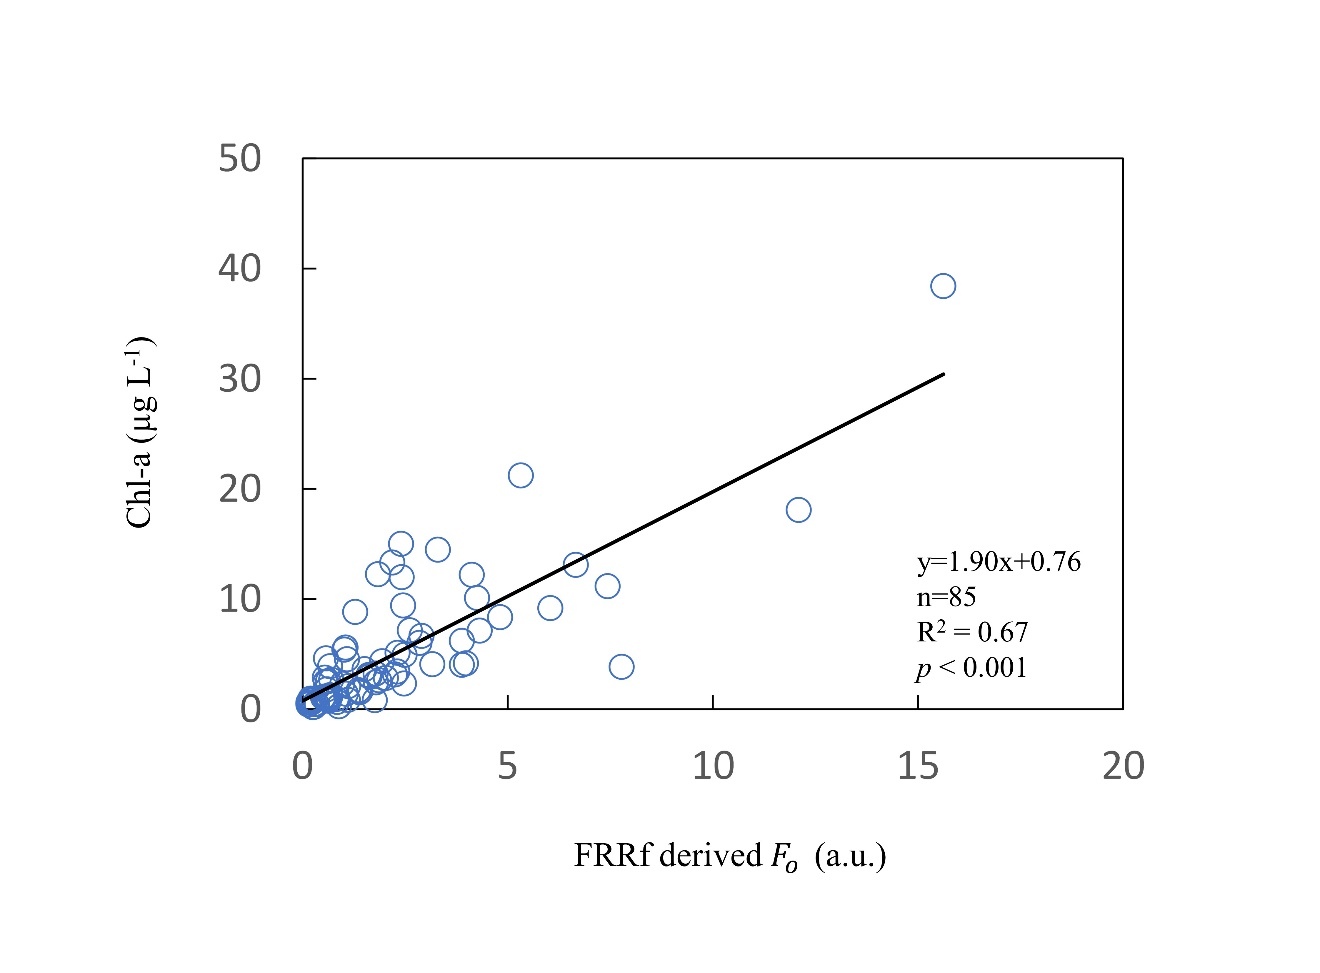 50
40
30
20
10
0
Chl-a (µg L-1)
y=1.90x+0.76
n=85
R2 = 0.67
p < 0.001
0 5 10 15 20
FRRf derived Fo (a.u.)